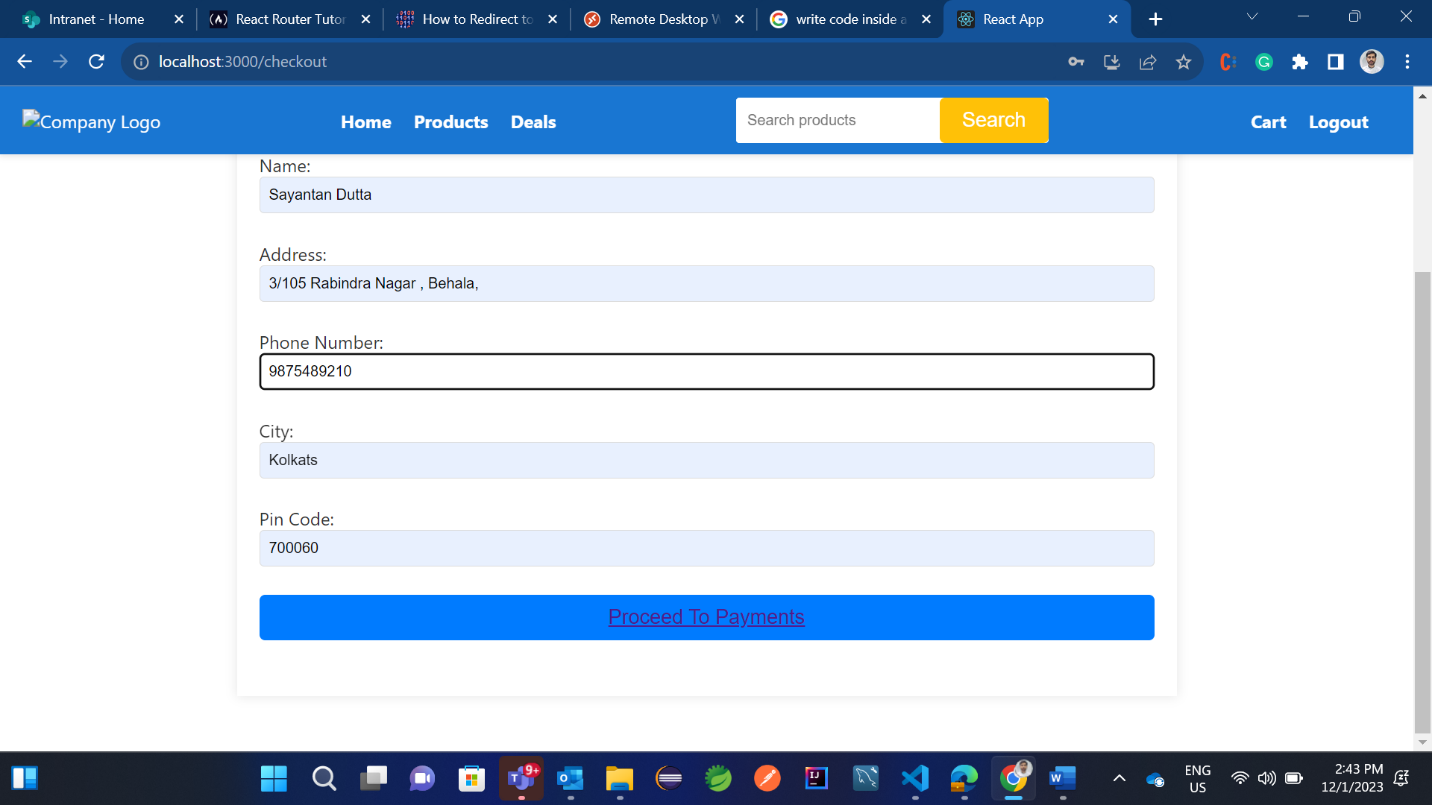 Intranet - Home
React Router Tutor
How to Redirect to
Remote Desktop W
write code inside a
React App
localhost:3000/checkout
Company Logo
Home
Products
Deals
Search products
Search
Cart
Logout
Name:
Sayantan Dutta
Address:
3/105 Rabindra Nagar , Behala,
Phone Number:
9875489210
City:
Kolkats
Pin Code:
700060
Proceed To Payments
9+
ENG
US
2:43 PM
12/1/2023